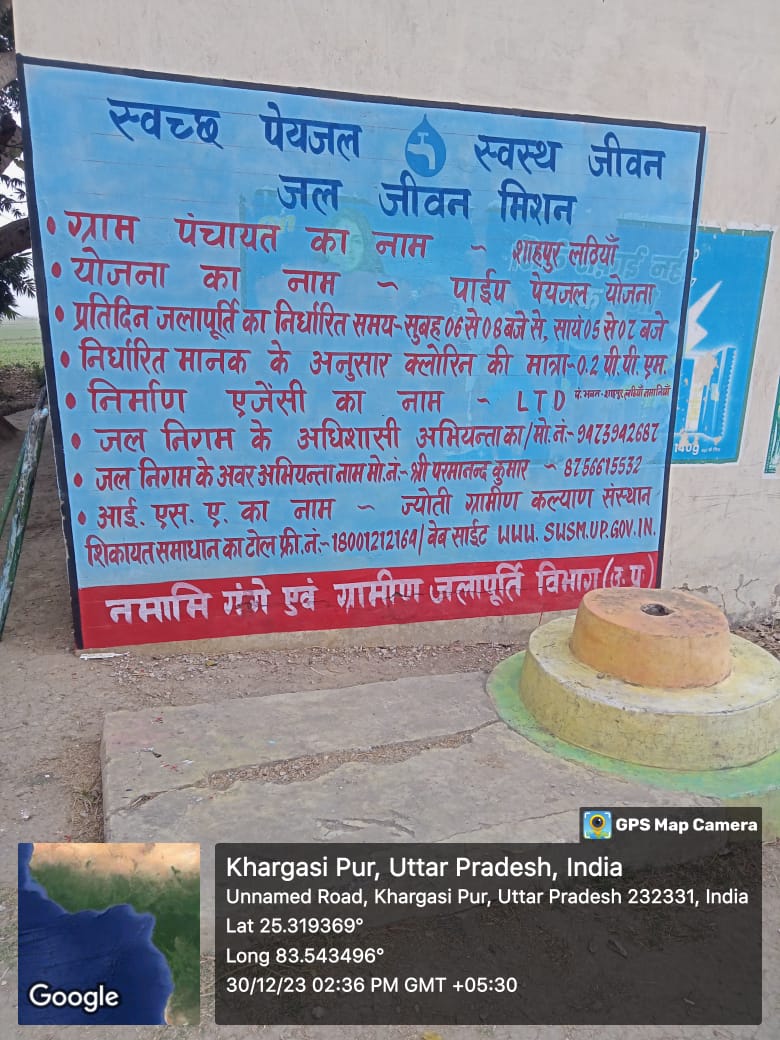 स्वच्छ पेयजल स्वस्थ जीवन
जल जीवन मिशन
• ग्राम पंचायत का नाम ~ शाहपुर लठियाँ
• योजना का नाम ~ पाईप पेयजल योजना
• प्रतिदिन जलापूर्ति का निर्धारित समय-सुबह 06 से 08 बजे से, सायं 05 से 07 बजे
• निर्धारित मानक के अनुसार क्लोरिन की मात्रा-0.2 पी.पी.एम.
• निर्माण एजेंसी का नाम - LTD पं. भवन-शाहपुर लठियाँ
• जल निगम के अधिशासी अभियन्ता का/मो.नं:-9473942687
• जल निगम के अवर अभियन्ता नाम मो.नं:-श्री परमानन्द कुमार ~ 8756615532
• आई. एस. ए. का नाम ~ ज्योती ग्रामीण कल्याण संस्थान
शिकायत समाधान का टोल फ्री.नं:-18001212164/ वेब साईट WWW. SWSM.UP.GOV.IN.
नमामि गंगे एवं ग्रामीण जलापूर्ति विभाग (उ.प्र)
140g
GPS Map Camera
Khargasi Pur, Uttar Pradesh, India
Unnamed Road, Khargasi Pur, Uttar Pradesh 232331, India
Lat 25.319369°
Long 83.543496°
30/12/23 02:36 PM GMT +05:30
Google